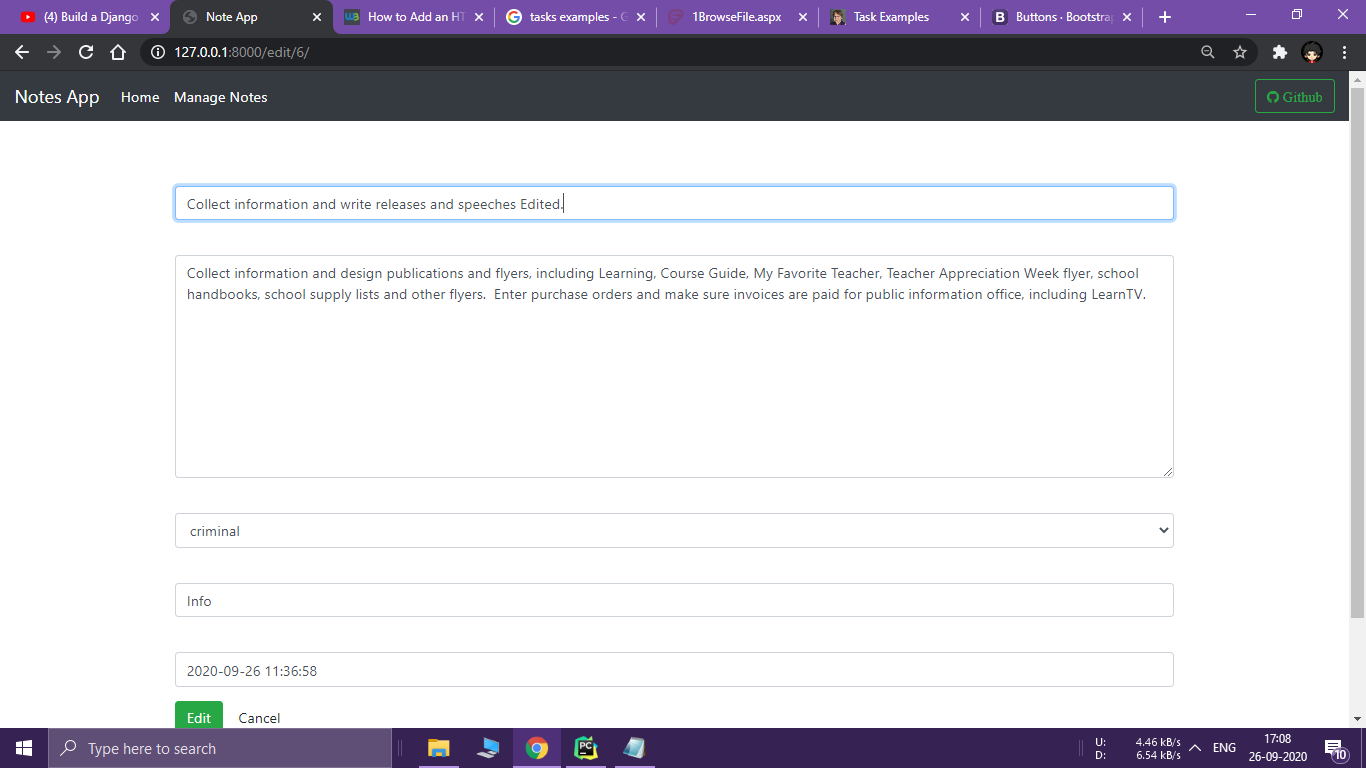 (4) Build a Django
Note App
How to Add an HT
tasks examples - G
1BrowseFile.aspx
Task Examples
Buttons · Bootstrap
127.0.0.1:8000/edit/6/
Notes App
Home
Manage Notes
Github
Collect information and write releases and speeches Edited.
Collect information and design publications and flyers, including Learning, Course Guide, My Favorite Teacher, Teacher Appreciation Week flyer, school
handbooks, school supply lists and other flyers.  Enter purchase orders and make sure invoices are paid for public information office, including LearnTV.
criminal
Info
2020-09-26 11:36:58
Edit
Cancel
Type here to search
U: 4.46 kB/s
D: 6.54 kB/s
ENG
17:08
26-09-2020
10